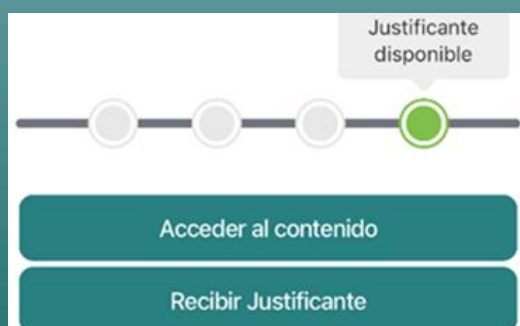 Justificante
disponible
Acceder al contenido
Recibir Justificante